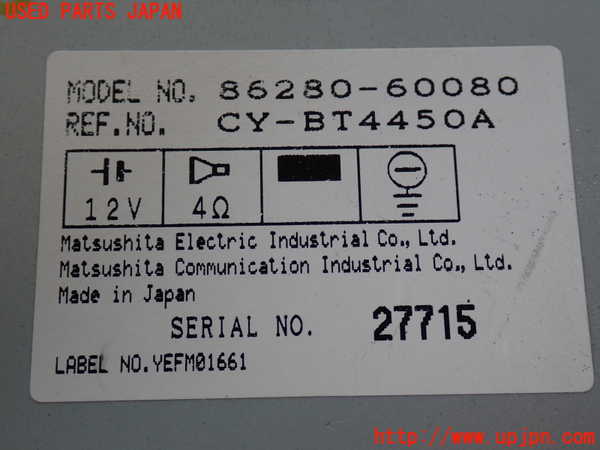 USED PARTS JAPAN
MODEL NO. 86280-60080
REF.NO. CY-BT4450A
12V 4Ω
Matsushita Electric Industrial Co., Ltd.
Matsushita Communication Industrial Co., Ltd.
Made in Japan
SERIAL NO. 27715
LABEL NO.YEFM01661
http://www.upjpn.com/